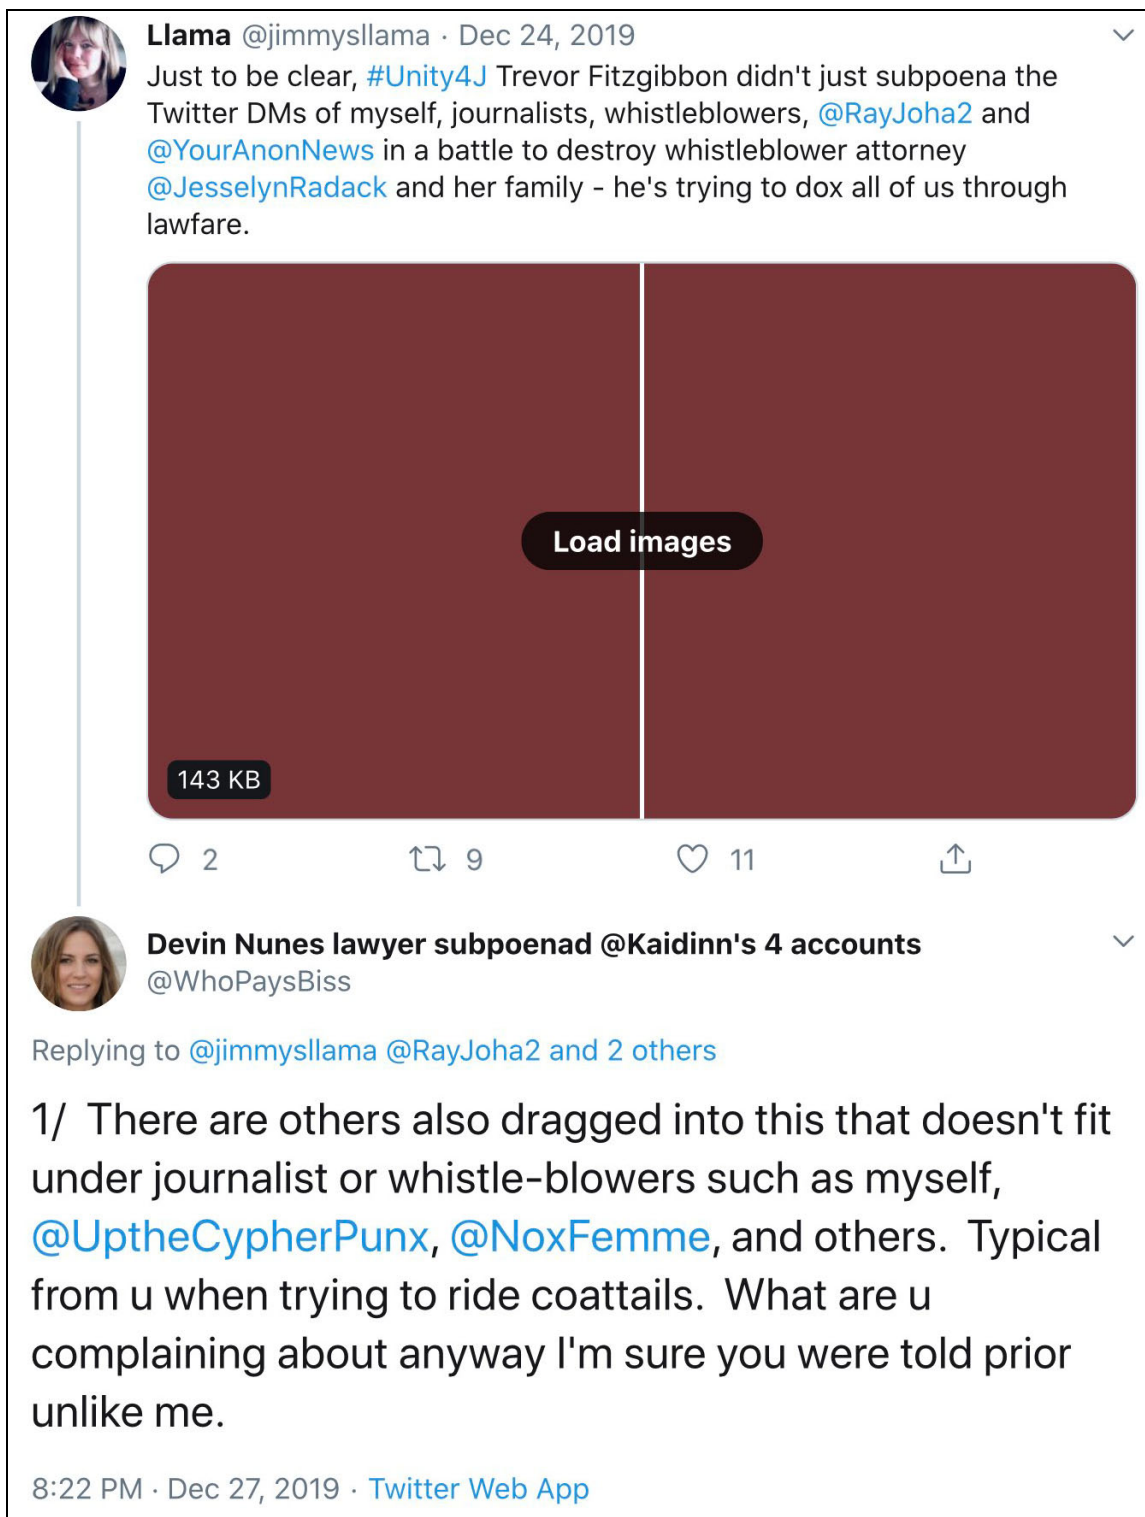 Llama @jimmysllama · Dec 24, 2019
Just to be clear, #Unity4J Trevor Fitzgibbon didn't just subpoena the
Twitter DMs of myself, journalists, whistleblowers, @RayJoha2 and
@YourAnonNews in a battle to destroy whistleblower attorney
@JesselynRadack and her family - he's trying to dox all of us through
lawfare.
Load images
143 KB
2 9 11
Devin Nunes lawyer subpoenad @Kaidinn's 4 accounts
@WhoPaysBiss
Replying to @jimmysllama @RayJoha2 and 2 others
1/ There are others also dragged into this that doesn't fit
under journalist or whistle-blowers such as myself,
@UptheCypherPunx, @NoxFemme, and others. Typical
from u when trying to ride coattails. What are u
complaining about anyway I'm sure you were told prior
unlike me.
8:22 PM · Dec 27, 2019 · Twitter Web App